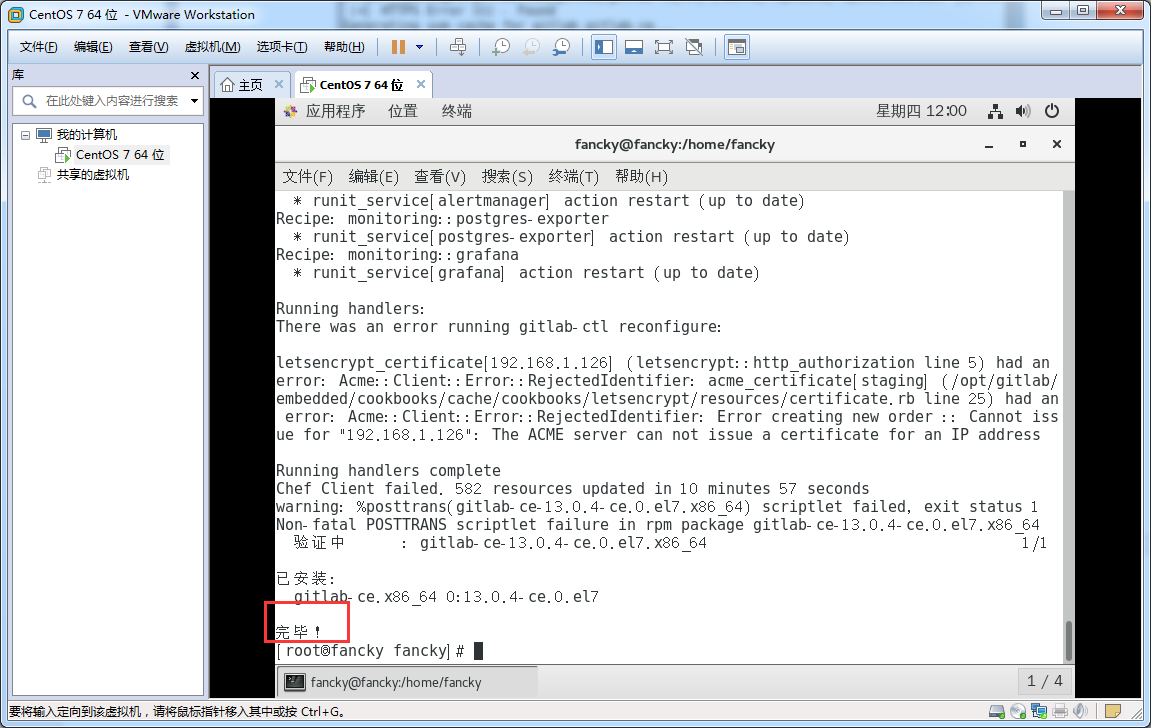 CentOS 7 64 位 - VMware Workstation
文件(F) 编辑(E) 查看(V) 虚拟机(M) 选项卡(T) 帮助(H)
库
在此处键入内容进行搜索
我的计算机
CentOS 7 64 位
共享的虚拟机
主页
CentOS 7 64 位
应用程序 位置 终端
星期四 12:00
fancky@fancky:/home/fancky
文件(F) 编辑(E) 查看(V) 搜索(S) 终端(T) 帮助(H)
* runit_service[alertmanager] action restart (up to date)
Recipe: monitoring::postgres-exporter
* runit_service[postgres-exporter] action restart (up to date)
Recipe: monitoring::grafana
* runit_service[grafana] action restart (up to date)
Running handlers:
There was an error running gitlab-ctl reconfigure:
letsencrypt_certificate[192.168.1.126] (letsencrypt::http_authorization line 5) had an
error: Acme::Client::Error::RejectedIdentifier: acme_certificate[staging] (/opt/gitlab/
embedded/cookbooks/cache/cookbooks/letsencrypt/resources/certificate.rb line 25) had an
error: Acme::Client::Error::RejectedIdentifier: Error creating new order :: Cannot iss
ue for "192.168.1.126": The ACME server can not issue a certificate for an IP address
Running handlers complete
Chef Client failed. 582 resources updated in 10 minutes 57 seconds
warning: %posttrans(gitlab-ce-13.0.4-ce.0.el7.x86_64) scriptlet failed, exit status 1
Non-fatal POSTTRANS scriptlet failure in rpm package gitlab-ce-13.0.4-ce.0.el7.x86_64
验证中 : gitlab-ce-13.0.4-ce.0.el7.x86_64 1/1
已安装:
gitlab-ce.x86_64 0:13.0.4-ce.0.el7
完毕！
[root@fancky fancky]#
fancky@fancky:/home/fancky
1 / 4
要将输入定向到该虚拟机，请将鼠标指针移入其中或按 Ctrl+G。